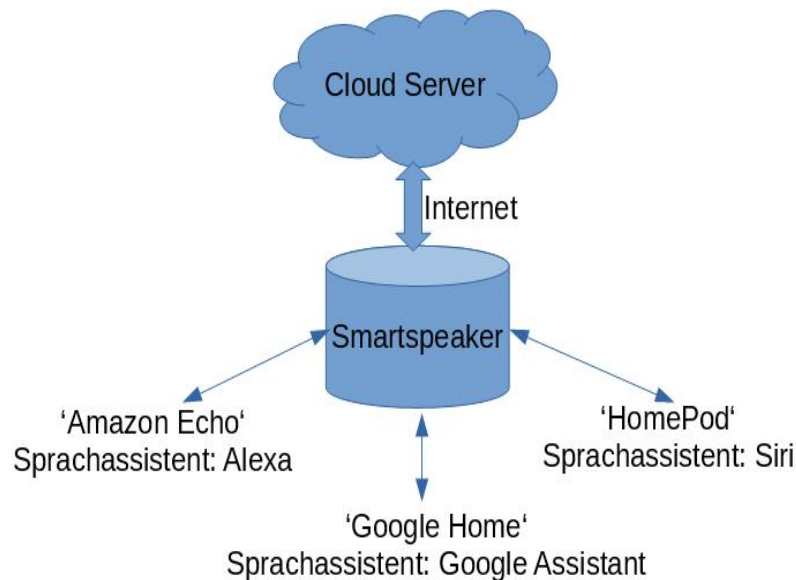 Cloud Server
Internet
Smartspeaker
‘Amazon Echo‘
Sprachassistent: Alexa
‘HomePod‘
Sprachassistent: Siri
‘Google Home‘
Sprachassistent: Google Assistant